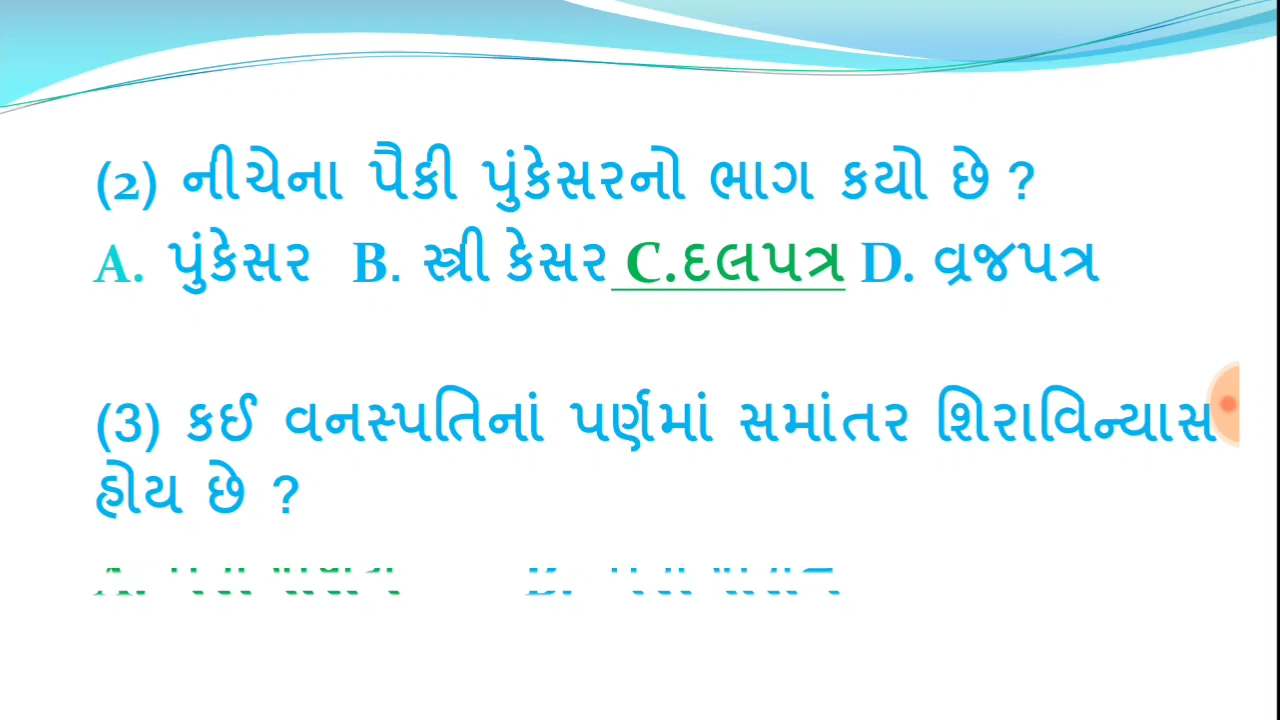 (2) નીચેના પૈકી પુંકેસરનો ભાગ કયો છે ?
A. પુંકેસર B. સ્ત્રી કેસર C.દલપત્ર D. વ્રજપત્ર
(3) કઈ વનસ્પતિનાં પર્ણમાં સમાંતર શિરાવિન્યાસ
હોય છે ?